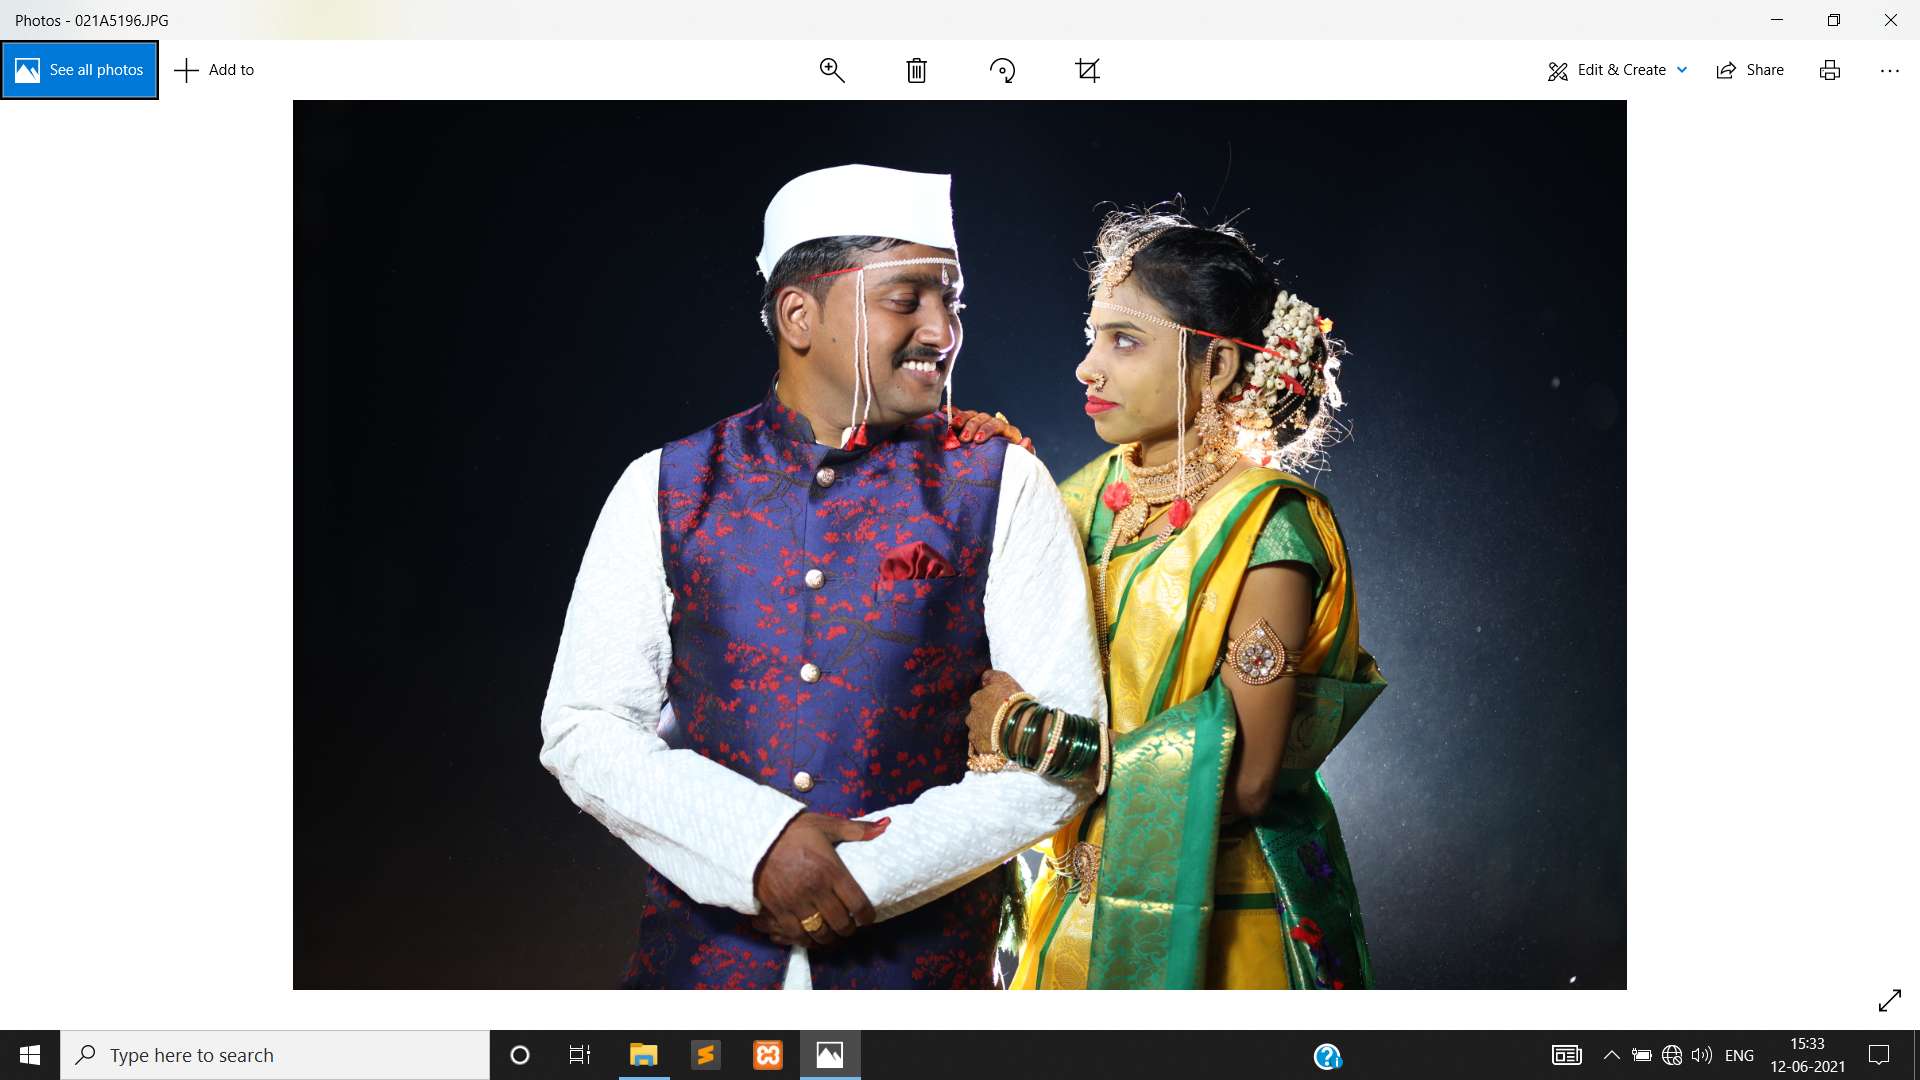 Photos - 021A5196.JPG
See all photos
Add to
Edit & Create
Share
Type here to search
ENG
15:33
12-06-2021